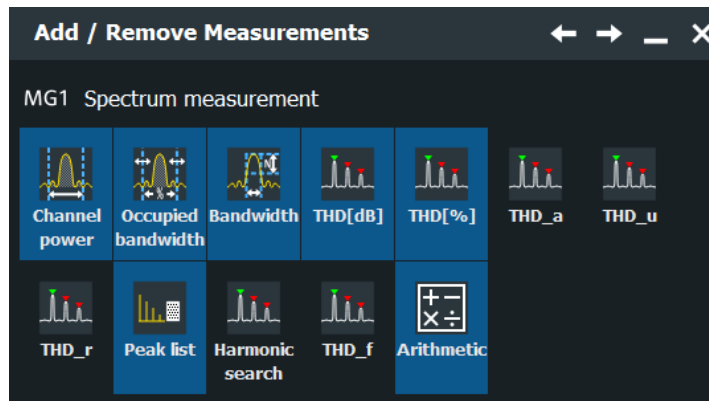 Add / Remove Measurements
MG1 Spectrum measurement
Channel power
Occupied bandwidth
Bandwidth
THD[dB]
THD[%]
THD_a
THD_u
THD_r
Peak list
Harmonic search
THD_f
Arithmetic